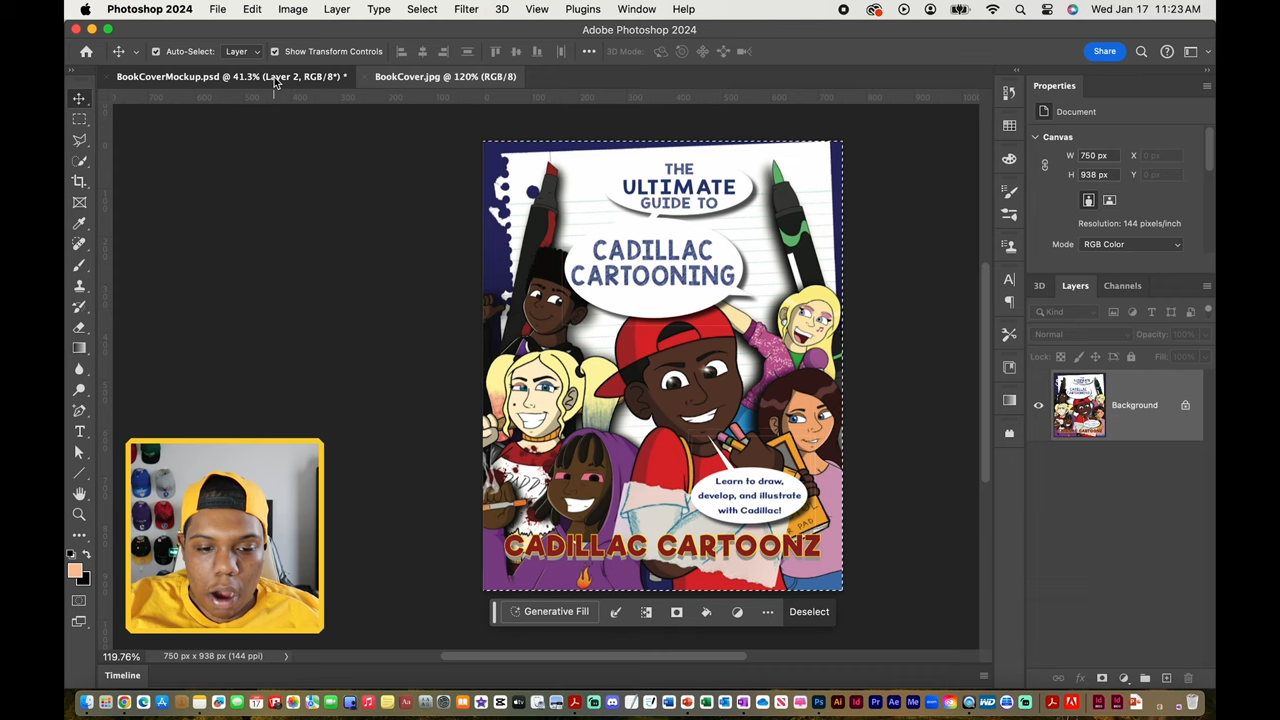 Photoshop 2024 File Edit Image Layer Type Select Filter 3D View Plugins Window Help Wed Jan 17 11:23AM
Adobe Photoshop 2024
Auto-Select: Layer Show Transform Controls 3D Mode: Share
BookCoverMockup.psd @ 41.3% (Layer 2, RGB/8*) * BookCover.jpg @ 120% (RGB/8)
Properties
Document
Canvas
W 750 px X 0 px
H 938 px Y 0 px
Resolution: 144 pixels/inch
Mode RGB Color
3D Layers Channels
Kind
Normal Opacity: 100%
Lock: Fill: 100%
Background
THE
ULTIMATE
GUIDE TO
CADILLAC
CARTOONING
Learn to draw,
develop, and illustrate
with Cadillac!
CADILLAC CARTOONZ
Generative Fill Deselect
119.76% 750 px x 938 px (144 ppi)
Timeline